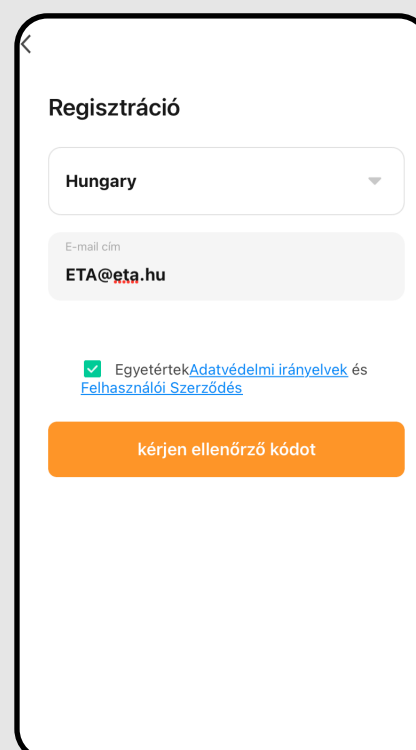 Regisztráció
Hungary
E-mail cím
ETA@eta.hu
EgyetértekAdatvédelmi irányelvek és
Felhasználói Szerződés
kérjen ellenőrző kódot